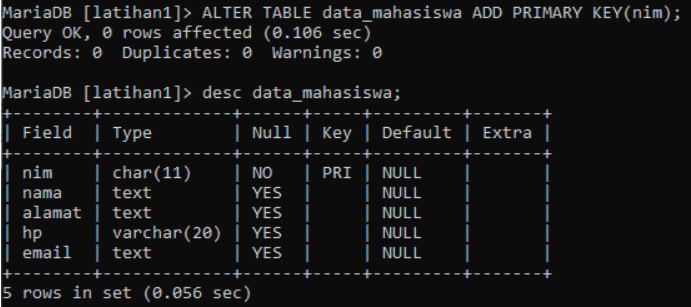 MariaDB [latihan1]> ALTER TABLE data_mahasiswa ADD PRIMARY KEY(nim);
Query OK, 0 rows affected (0.106 sec)
Records: 0  Duplicates: 0  Warnings: 0

MariaDB [latihan1]> desc data_mahasiswa;
+--------+-------------+------+-----+---------+-------+
| Field  | Type        | Null | Key | Default | Extra |
+--------+-------------+------+-----+---------+-------+
| nim    | char(11)    | NO   | PRI | NULL    |       |
| nama   | text        | YES  |     | NULL    |       |
| alamat | text        | YES  |     | NULL    |       |
| hp     | varchar(20) | YES  |     | NULL    |       |
| email  | text        | YES  |     | NULL    |       |
+--------+-------------+------+-----+---------+-------+
5 rows in set (0.056 sec)